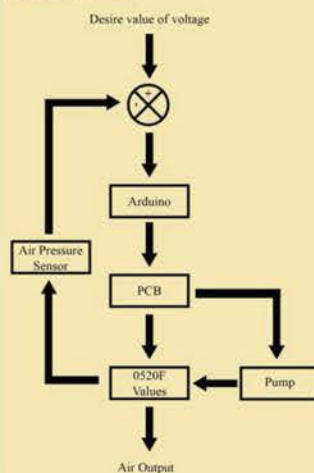 Desire value of voltage
+
-
Arduino
Air Pressure
Sensor
PCB
0520F
Values
Pump
Air Output